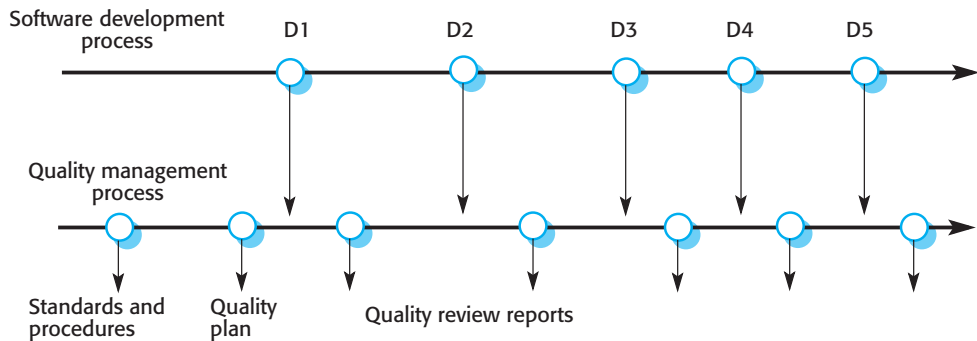 Software development
process
D1
D2
D3
D4
D5
Quality management
process
Standards and
procedures
Quality
plan
Quality review reports